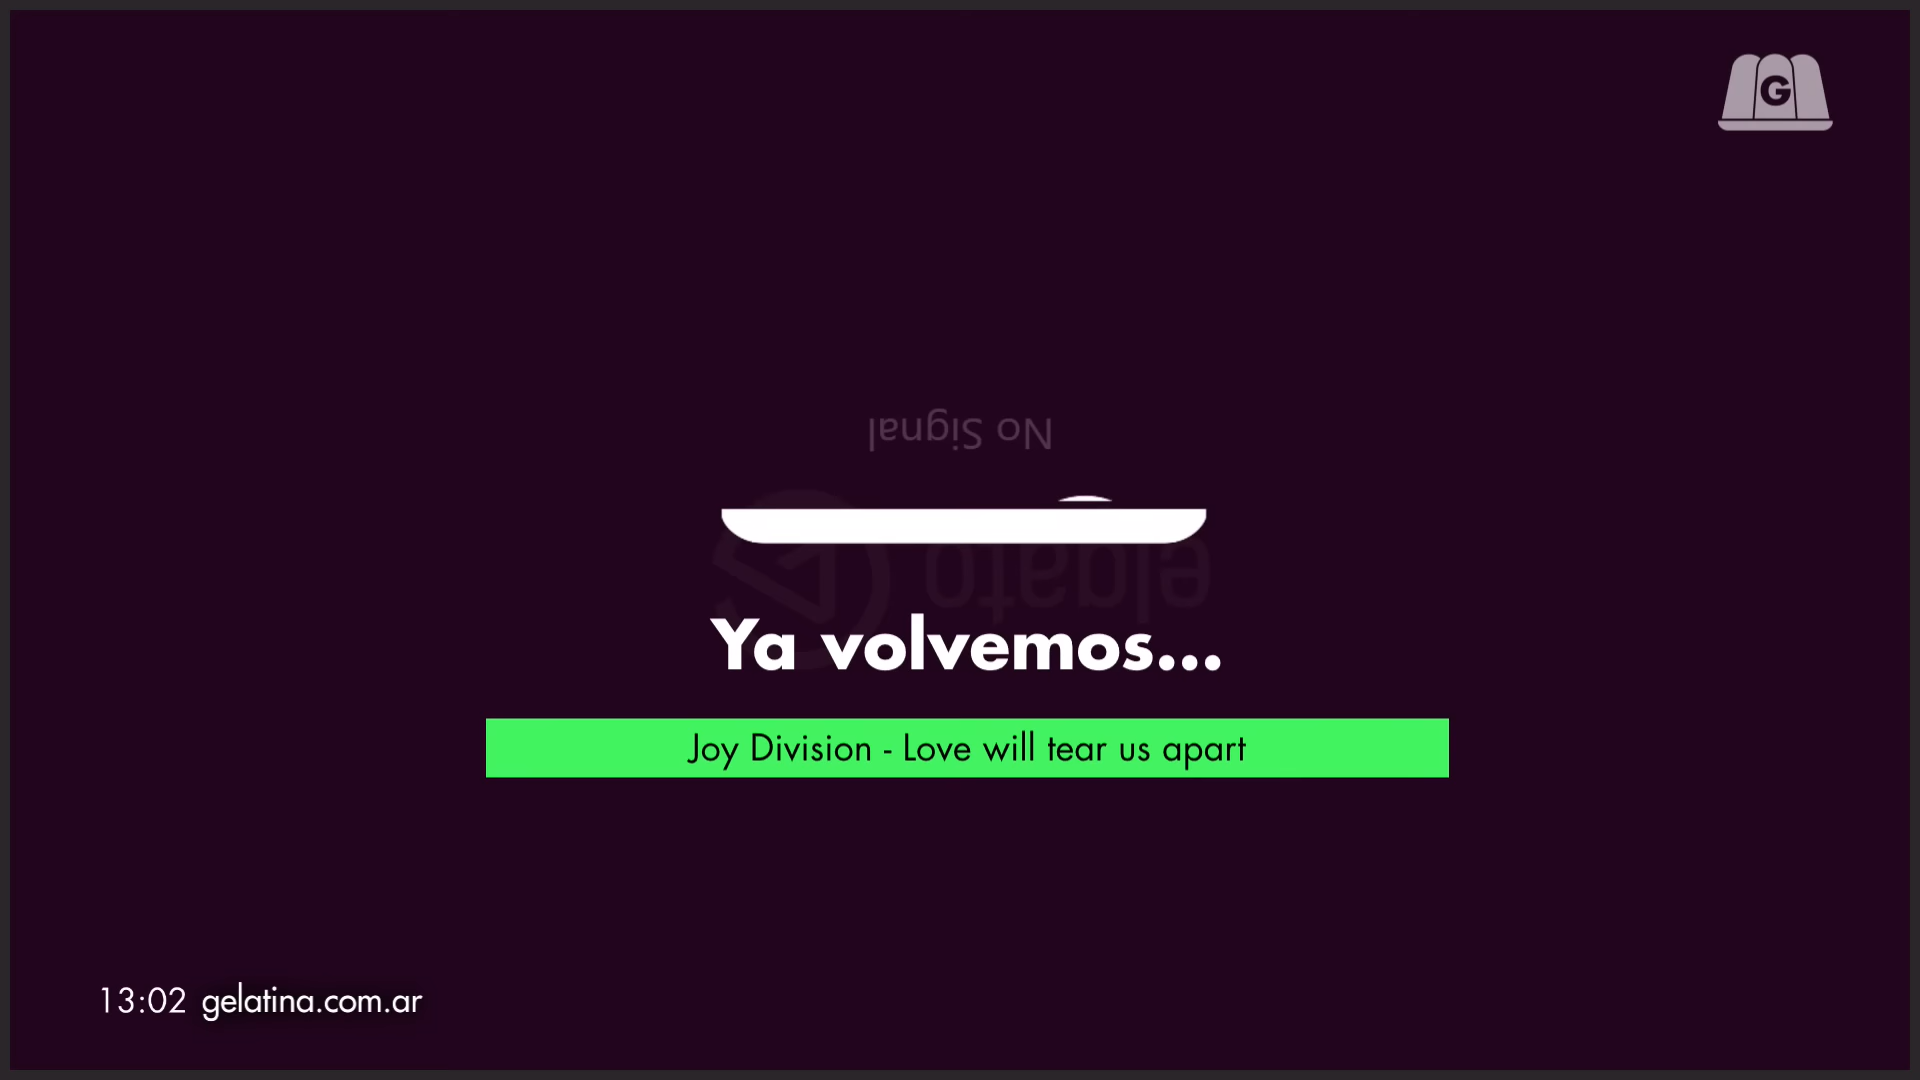 G
No Signal
elgato
Ya volvemos...
Joy Division - Love will tear us apart
13:02 gelatina.com.ar